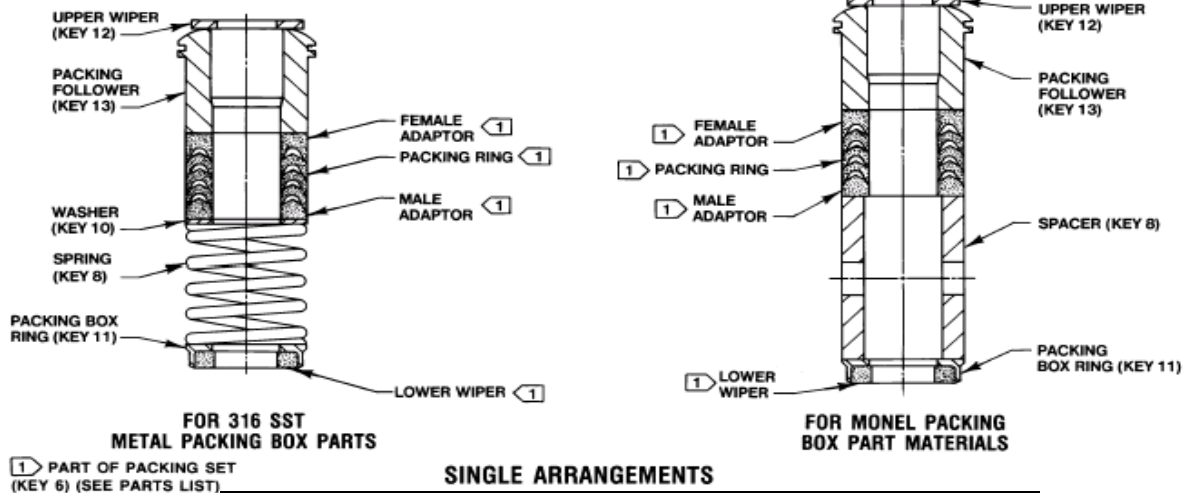 UPPER WIPER
(KEY 12)
PACKING
FOLLOWER
(KEY 13)
FEMALE
ADAPTOR 1
PACKING RING 1
MALE
ADAPTOR 1
WASHER
(KEY 10)
SPRING
(KEY 8)
PACKING BOX
RING (KEY 11)
LOWER WIPER 1
FOR 316 SST
METAL PACKING BOX PARTS
UPPER WIPER
(KEY 12)
PACKING
FOLLOWER
(KEY 13)
1 FEMALE
ADAPTOR
1 PACKING RING
1 MALE
ADAPTOR
SPACER (KEY 8)
PACKING
BOX RING (KEY 11)
1 LOWER
WIPER
FOR MONEL PACKING
BOX PART MATERIALS
1 PART OF PACKING SET
(KEY 6) (SEE PARTS LIST)
SINGLE ARRANGEMENTS